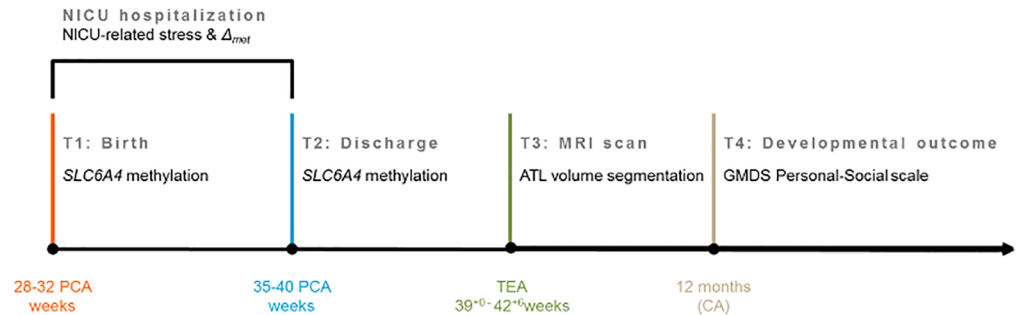 NICU hospitalization
NICU-related stress & Δmet
T1: Birth
SLC6A4 methylation
T2: Discharge
SLC6A4 methylation
T3: MRI scan
ATL volume segmentation
T4: Developmental outcome
GMDS Personal-Social scale
28-32 PCA
weeks
35-40 PCA
weeks
TEA
39+0 - 42+6 weeks
12 months
(CA)